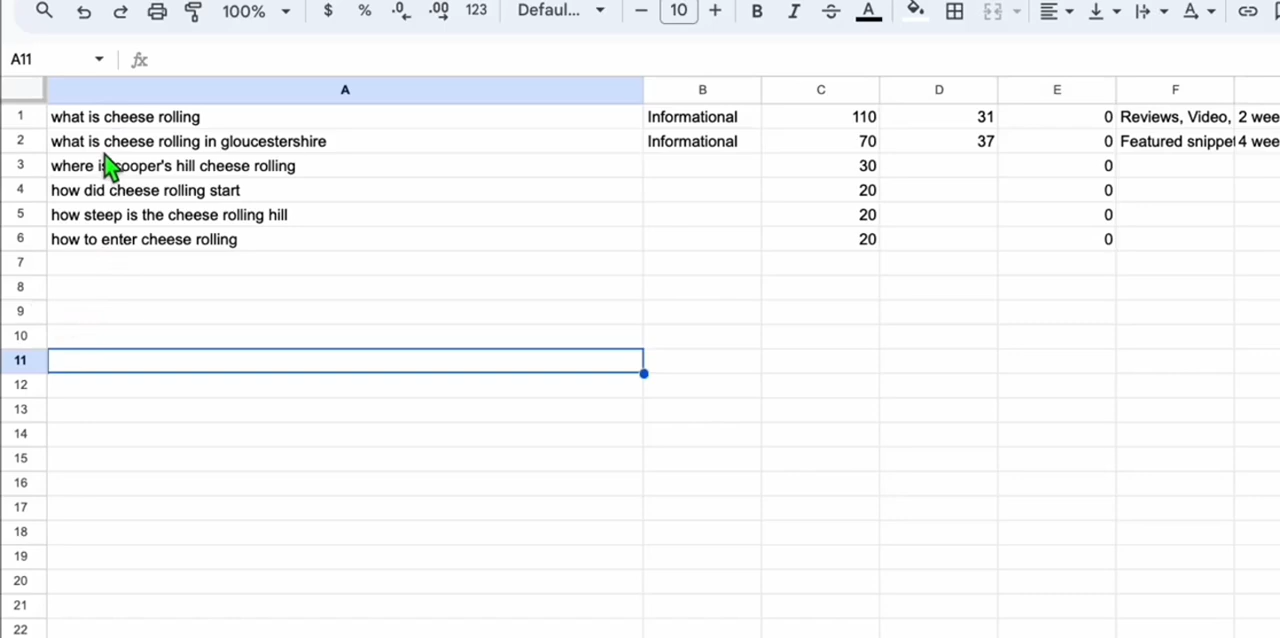 100% $ % .0 .00 123 Defaul... − 10 + B I S A A
A11 fx
A B C D E F
1 what is cheese rolling Informational 110 31 0 Reviews, Video, 2 wee
2 what is cheese rolling in gloucestershire Informational 70 37 0 Featured snippet 4 wee
3 where is cooper's hill cheese rolling 30 0
4 how did cheese rolling start 20 0
5 how steep is the cheese rolling hill 20 0
6 how to enter cheese rolling 20 0
7
8
9
10
11
12
13
14
15
16
17
18
19
20
21
22